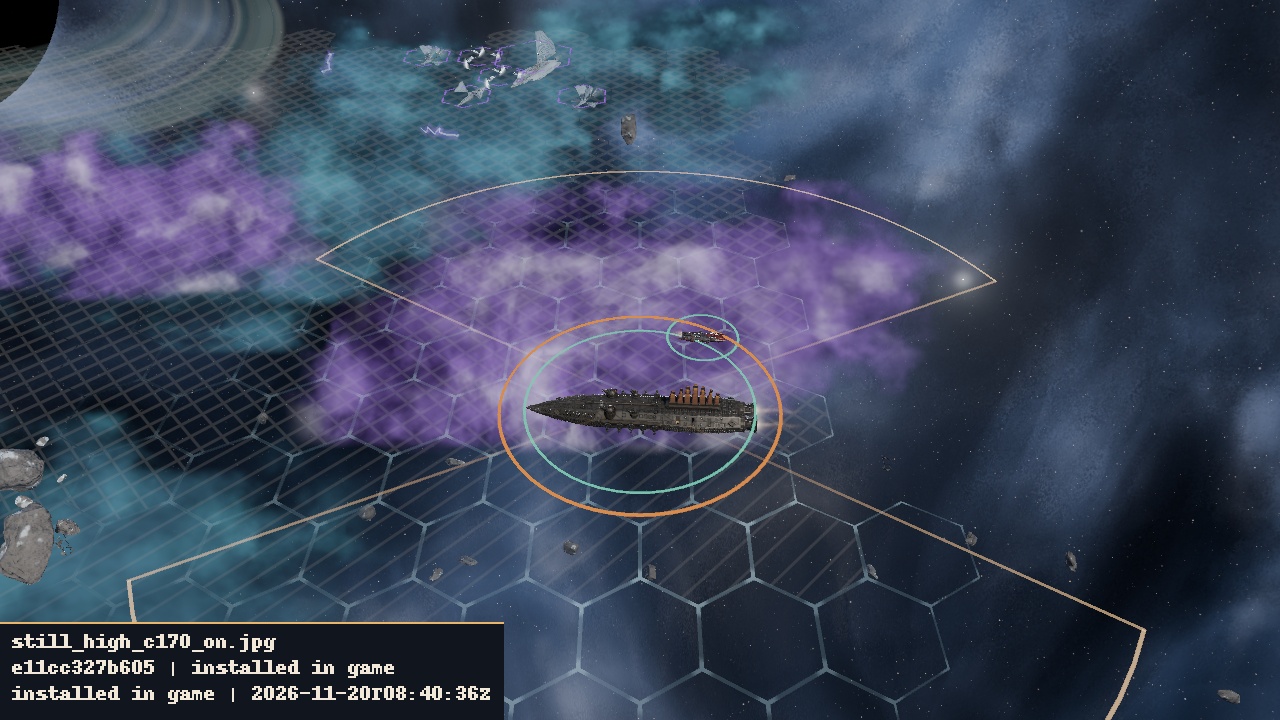 still_high_c170_on.jpg
e11cc327b605 | installed in game
installed in game | 2026-11-20T08:40:36Z